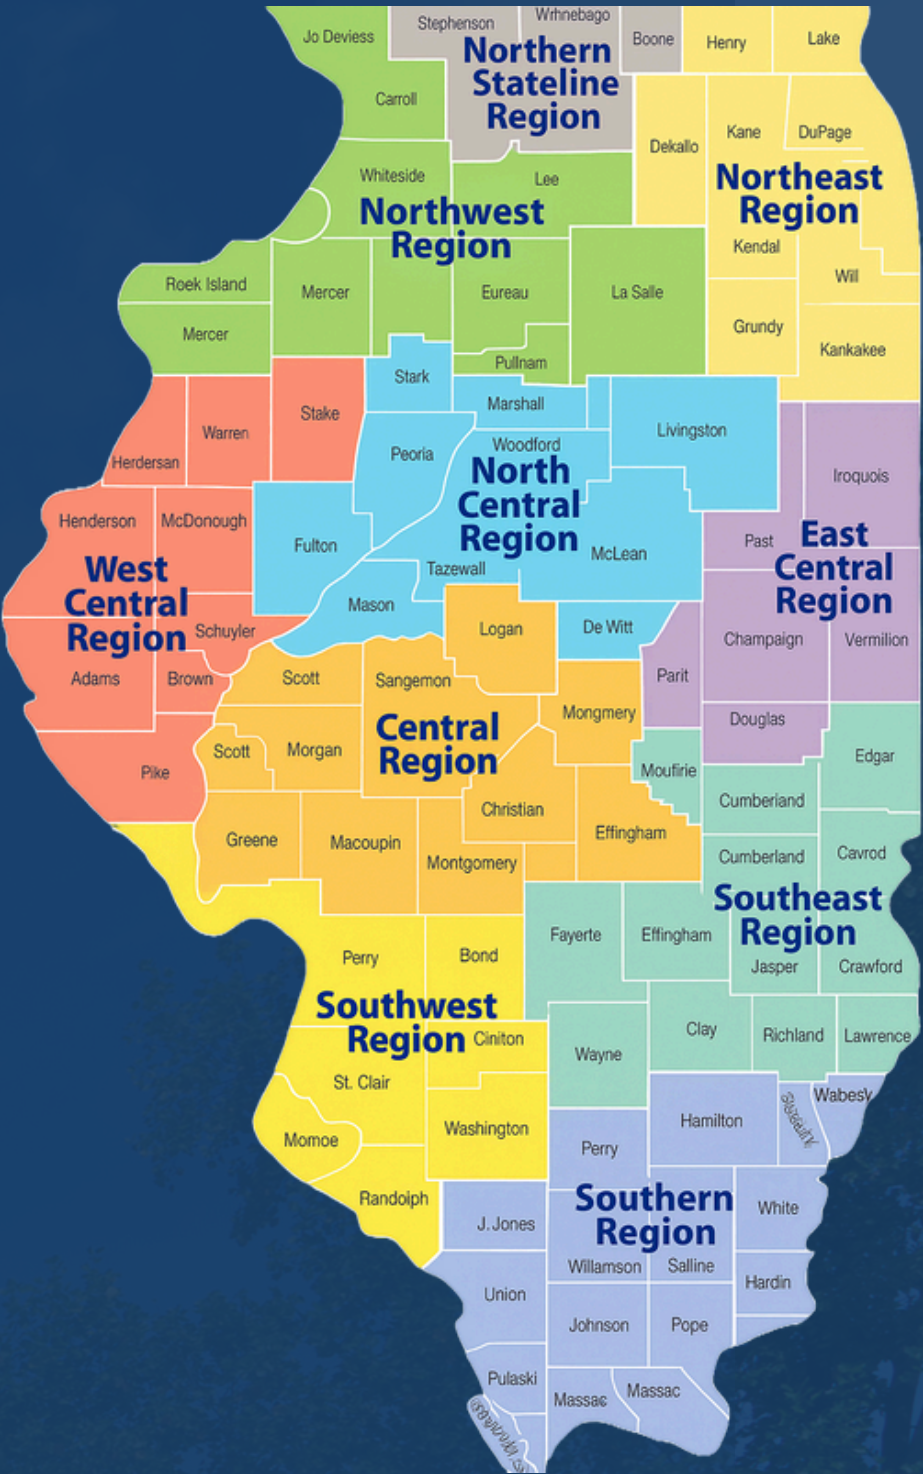 Jo Deviess
Stephenson
Wrhnebago
Boone
Henry
Lake
Northern
Stateline
Region
Carroll
Dekallo
Kane
DuPage
Whiteside
Lee
Northwest
Region
Northeast
Region
Kendal
Roek Island
Mercer
Eureau
La Salle
Will
Mercer
Grundy
Pullnam
Kankakee
Stark
Marshall
Stake
Warren
Herdersan
Peoria
Woodford
Livingston
North
Central
Region
Iroquois
Henderson
McDonough
Fulton
McLean
Past
East
Central
Region
West
Central
Region
Tazewall
Mason
Schuyler
Logan
De Witt
Champaign
Vermilion
Adams
Brown
Scott
Sangemon
Parit
Mongmery
Douglas
Central
Region
Scott
Morgan
Pike
Moufirie
Edgar
Cumberland
Christian
Greene
Macoupin
Montgomery
Effingham
Cumberland
Cavrod
Southeast
Region
Fayerte
Effingham
Jasper
Crawford
Perry
Bond
Southwest
Region
Ciniton
Wayne
Clay
Richland
Lawrence
St. Clair
Momoe
Washington
Hamilton
Wabesly
Perry
Randoiph
Southern
Region
J. Jones
White
Willamson
Salline
Union
Hardin
Johnson
Pope
Pulaski
Massac
Massac